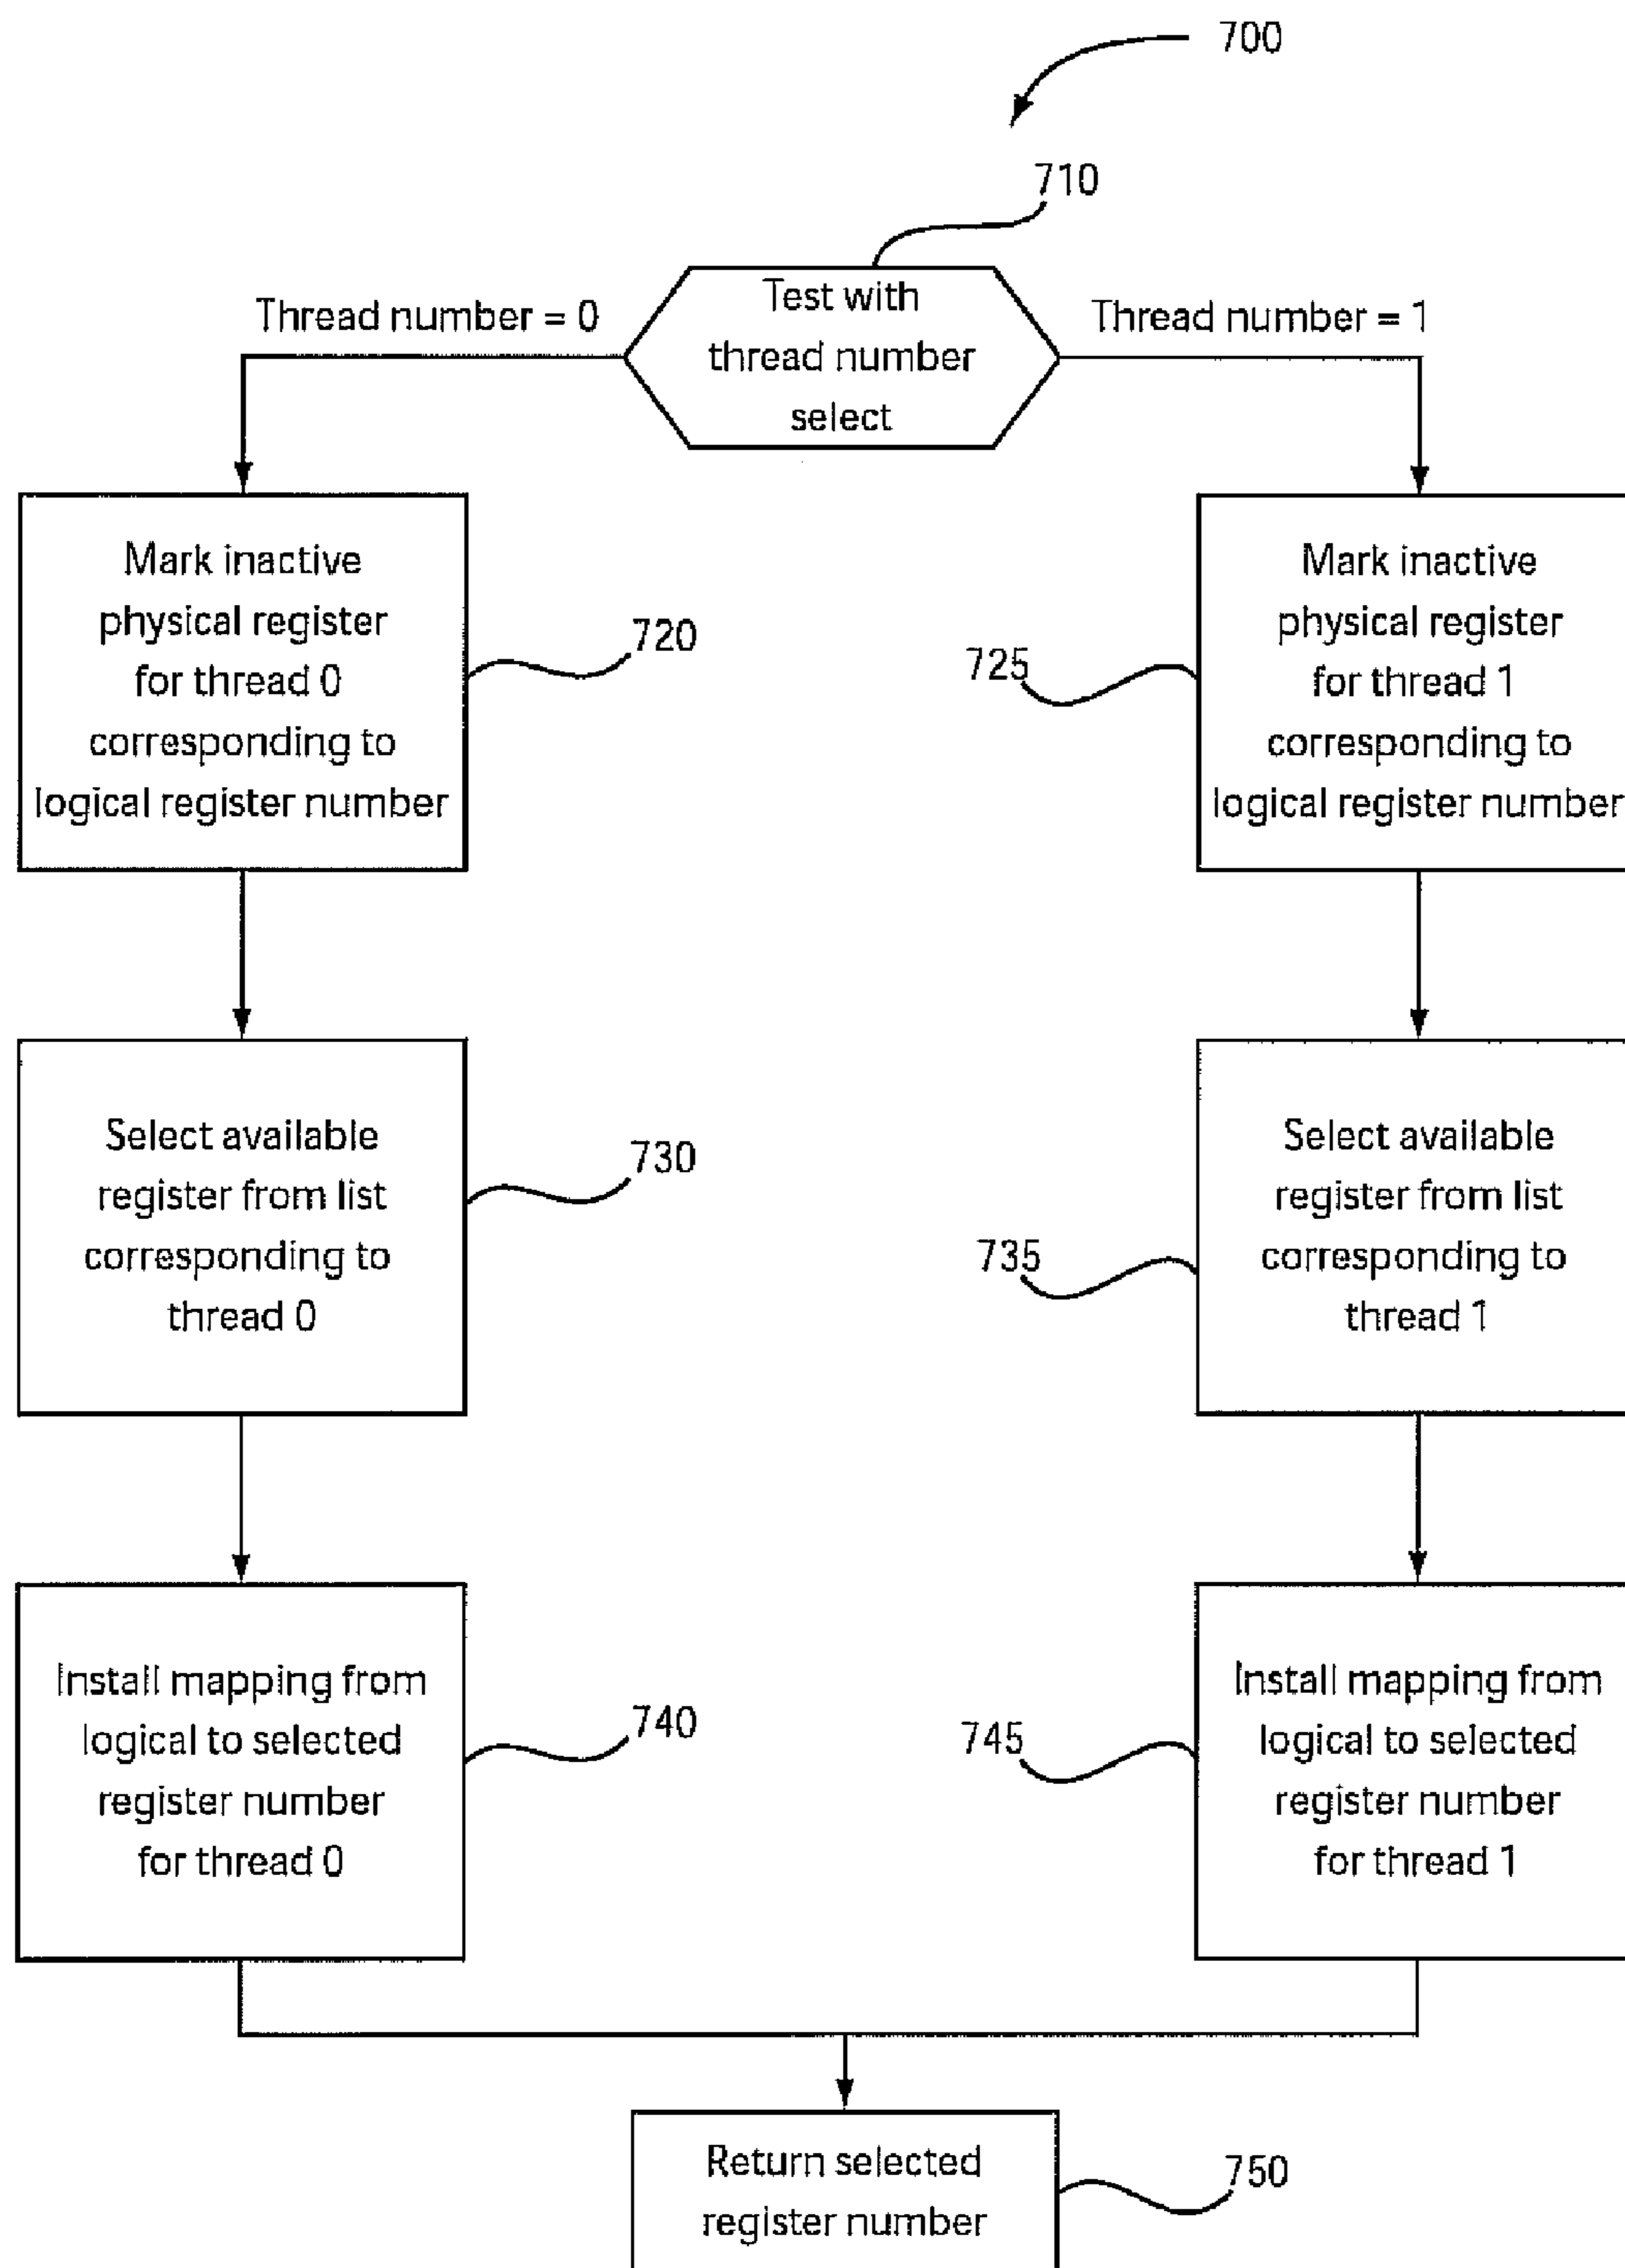 700
710
Thread number = 0
Test with
thread number
select
Thread number = 1
Mark inactive
physical register
for thread 0
corresponding to
logical register number
720
725
Mark inactive
physical register
for thread 1
corresponding to
logical register number
Select available
register from list
corresponding to
thread 0
730
735
Select available
register from list
corresponding to
thread 1
Install mapping from
logical to selected
register number
for thread 0
740
745
Install mapping from
logical to selected
register number
for thread 1
Return selected
register number
750